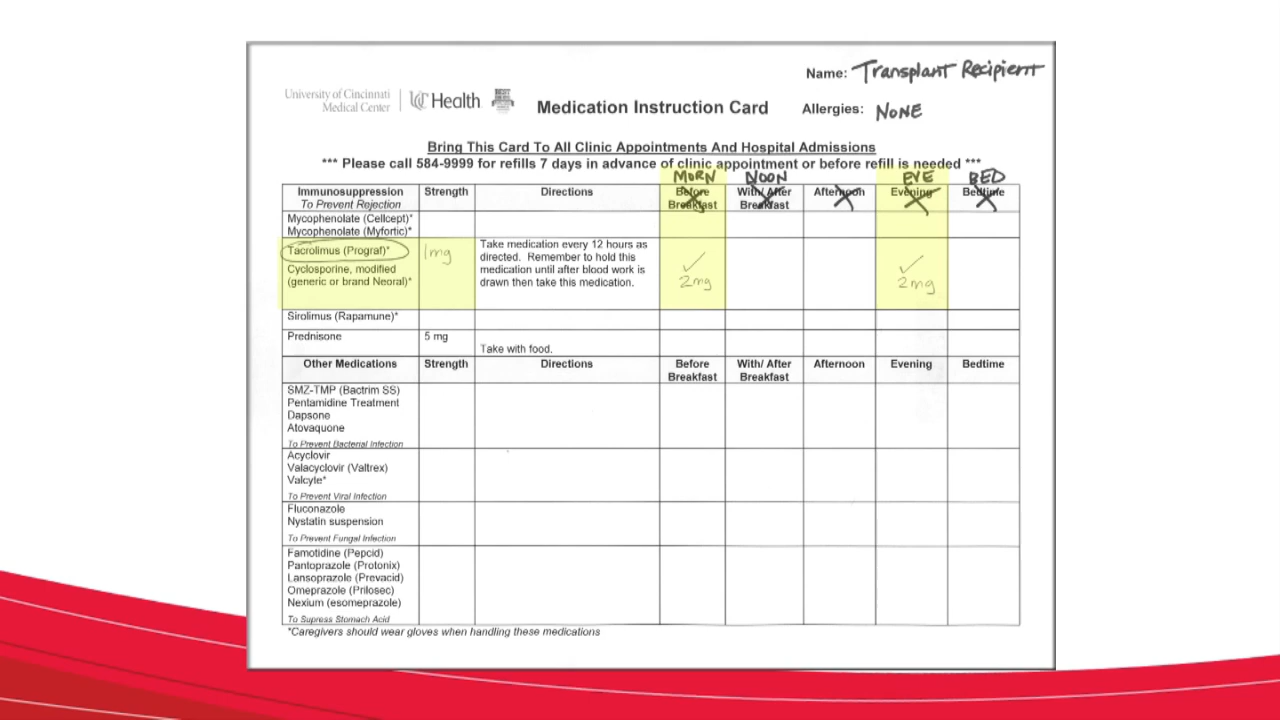 Name: Transplant Recipient
University of Cincinnati
Medical Center
UC Health
Medication Instruction Card
Allergies: NONE
Bring This Card To All Clinic Appointments And Hospital Admissions
*** Please call 584-9999 for refills 7 days in advance of clinic appointment or before refill is needed ***
MORN NOON EVE BED
Immunosuppression Strength Directions Before With/ After Afternoon Evening Bedtime
To Prevent Rejection Breakfast Breakfast
Mycophenolate (Cellcept)*
Mycophenolate (Myfortic)*
Tacrolimus (Prograf)* 1mg Take medication every 12 hours as
directed. Remember to hold this
Cyclosporine, modified medication until after blood work is ✓ ✓
(generic or brand Neoral)* drawn then take this medication. 2mg 2mg
Sirolimus (Rapamune)*
Prednisone 5 mg
Take with food.
Other Medications Strength Directions Before With/ After Afternoon Evening Bedtime
Breakfast Breakfast
SMZ-TMP (Bactrim SS)
Pentamidine Treatment
Dapsone
Atovaquone
To Prevent Bacterial Infection
Acyclovir
Valacyclovir (Valtrex)
Valcyte*
To Prevent Viral Infection
Fluconazole
Nystatin suspension
To Prevent Fungal Infection
Famotidine (Pepcid)
Pantoprazole (Protonix)
Lansoprazole (Prevacid)
Omeprazole (Prilosec)
Nexium (esomeprazole)
To Supress Stomach Acid
*Caregivers should wear gloves when handling these medications